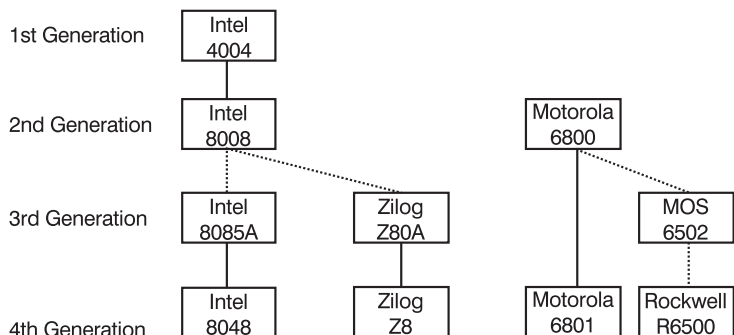 1st Generation
Intel
4004
2nd Generation
Intel
8008
Motorola
6800
3rd Generation
Intel
8085A
Zilog
Z80A
MOS
6502
4th Generation
Intel
8048
Zilog
Z8
Motorola
6801
Rockwell
R6500